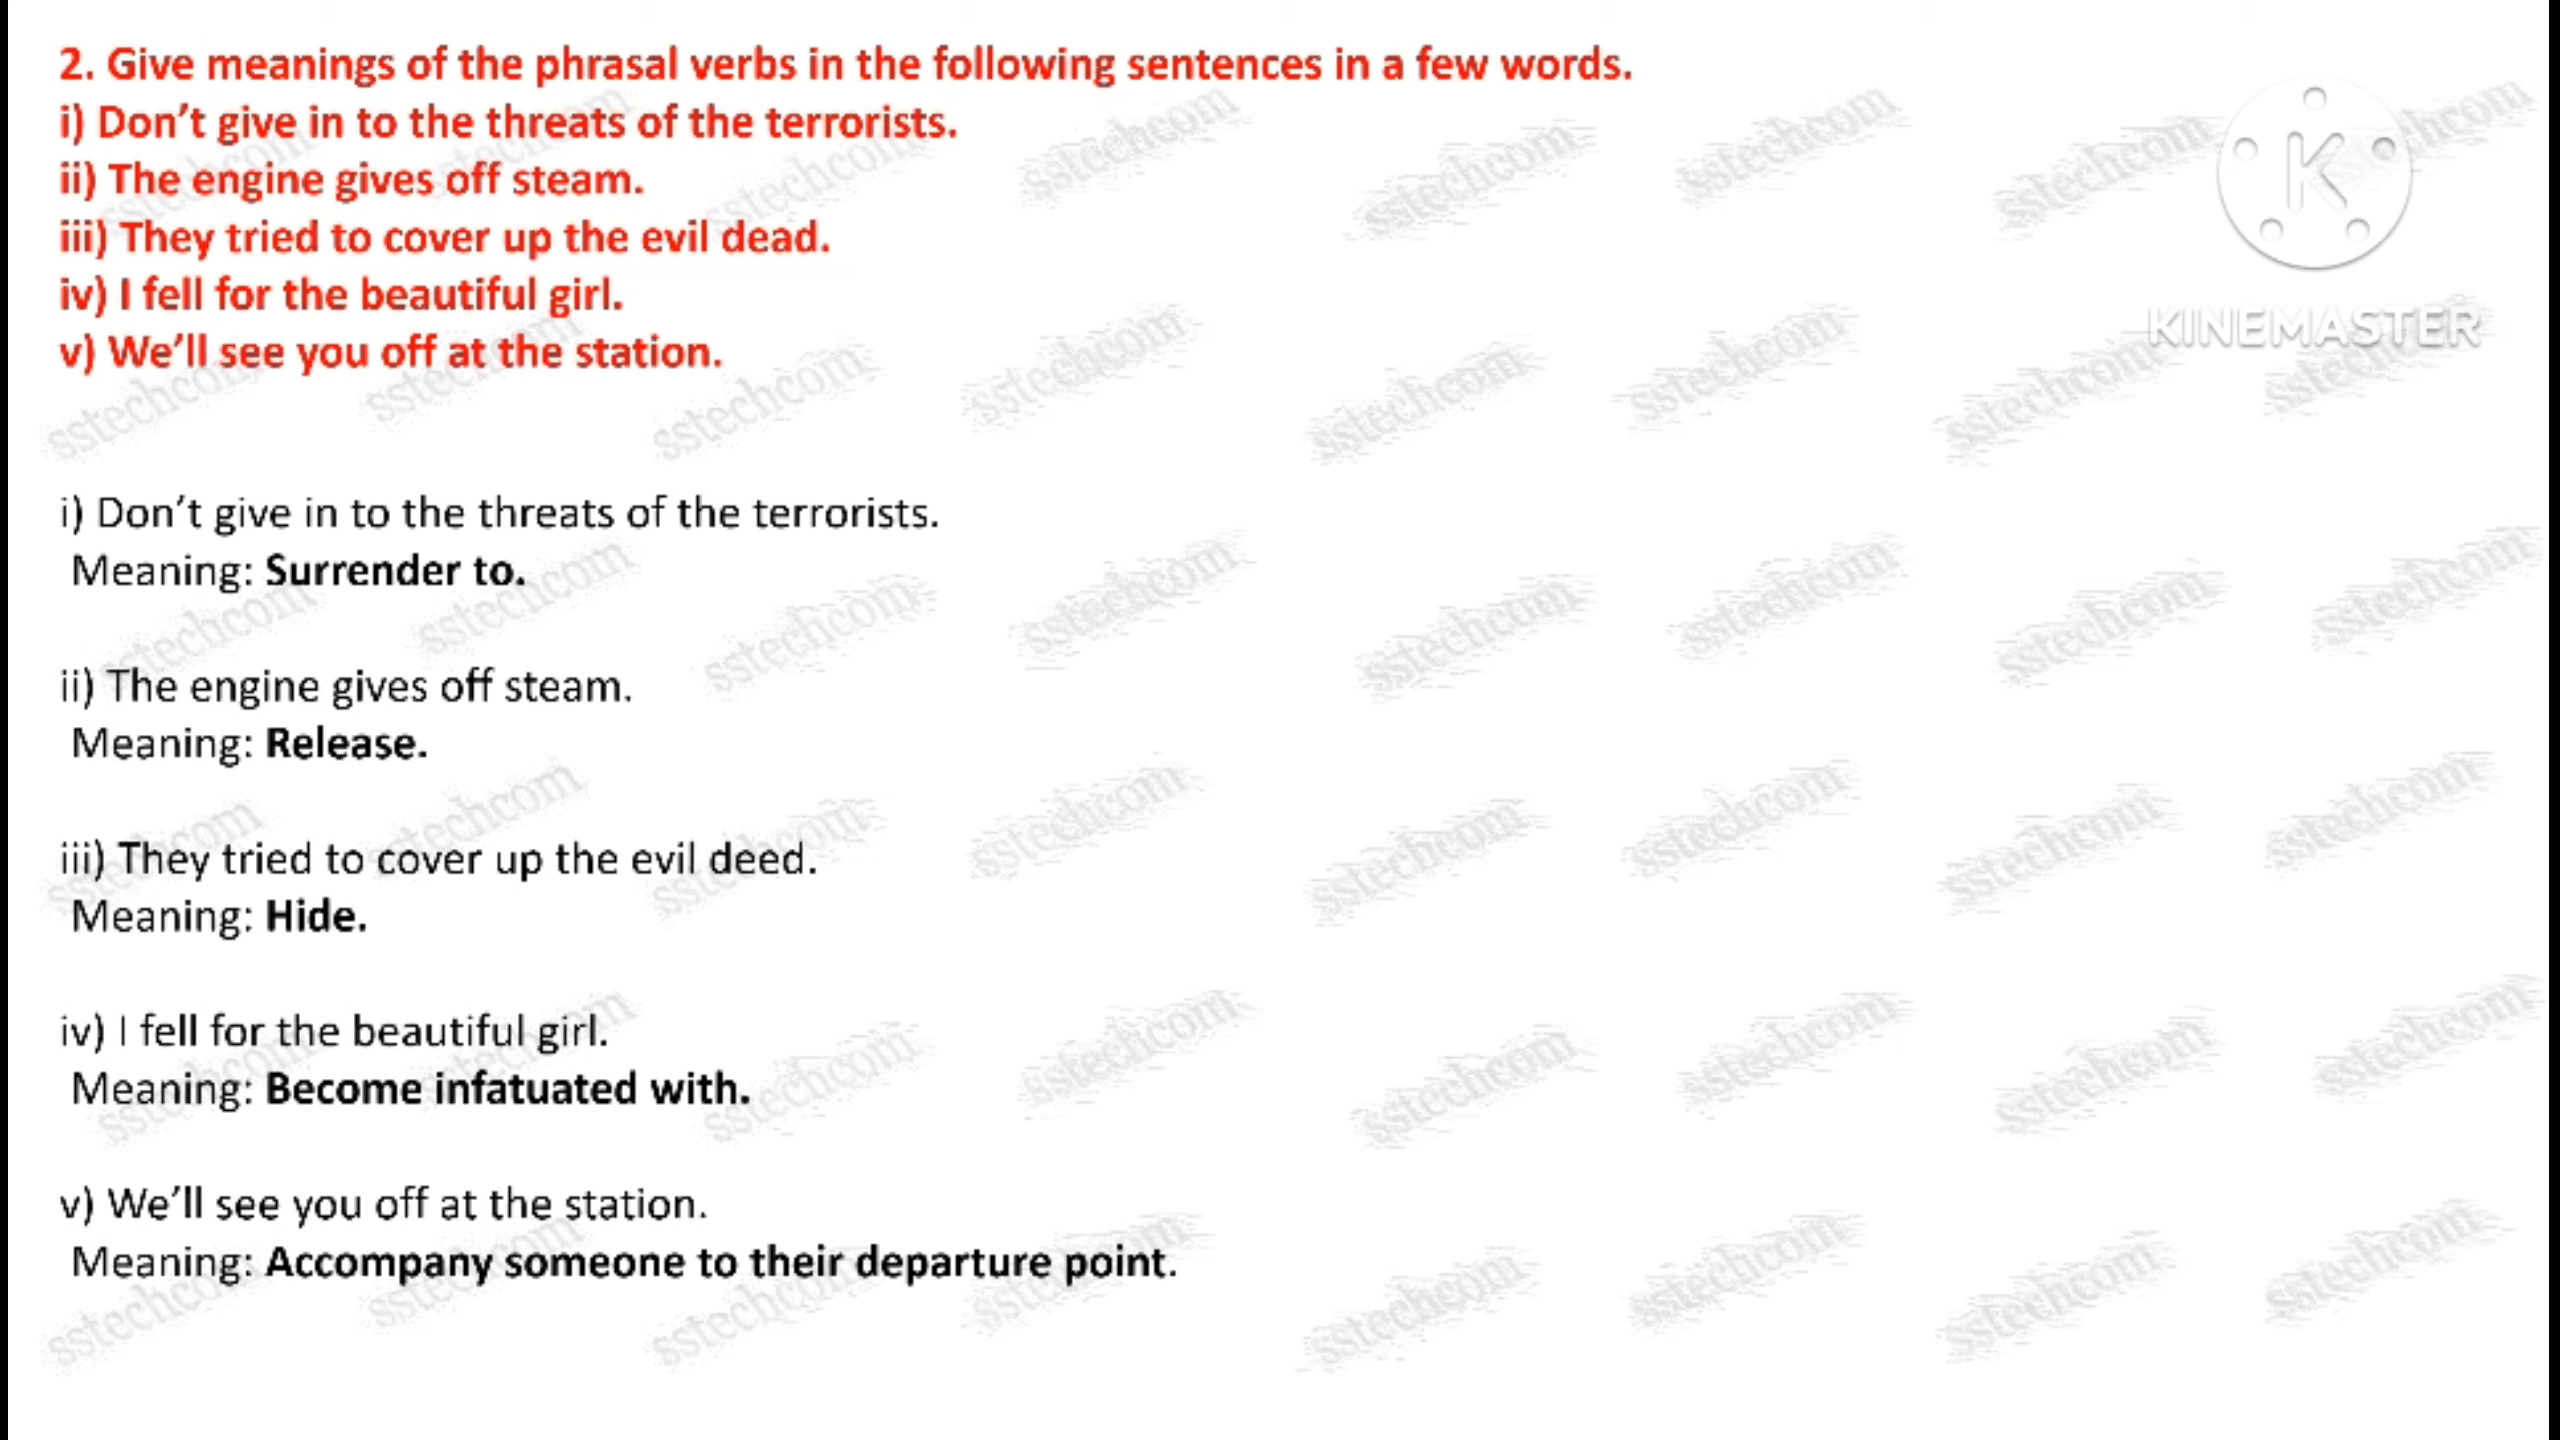 2. Give meanings of the phrasal verbs in the following sentences in a few words.
i) Don't give in to the threats of the terrorists.
ii) The engine gives off steam.
iii) They tried to cover up the evil dead.
iv) I fell for the beautiful girl.
v) We'll see you off at the station.
KINEMASTER
i) Don't give in to the threats of the terrorists.
Meaning: Surrender to.
ii) The engine gives off steam.
Meaning: Release.
iii) They tried to cover up the evil deed.
Meaning: Hide.
iv) I fell for the beautiful girl.
Meaning: Become infatuated with.
v) We'll see you off at the station.
Meaning: Accompany someone to their departure point.
sstechcom